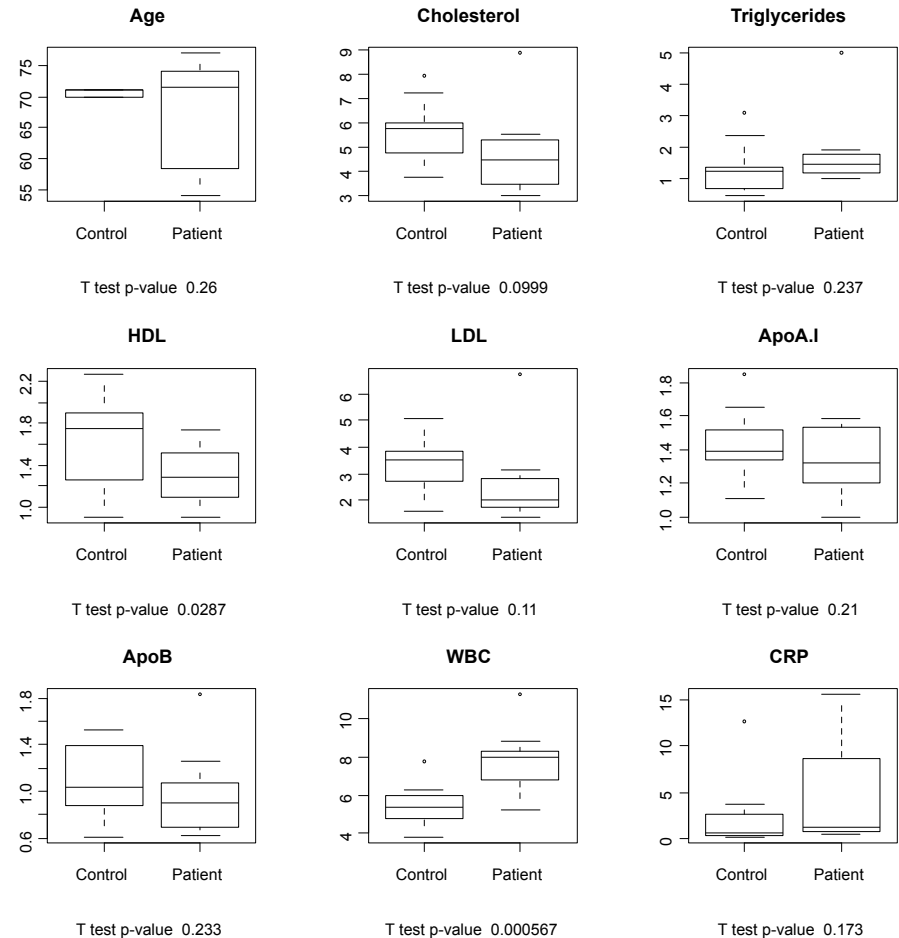 Age Cholesterol Triglycerides
75
70
65
60
55
Control Patient
9
8
7
6
5
4
3
Control Patient
5
4
3
2
1
Control Patient
T test p-value 0.26 T test p-value 0.0999 T test p-value 0.237
HDL LDL ApoA.I
2.2
1.8
1.4
1.0
Control Patient
6
5
4
3
2
Control Patient
1.8
1.6
1.4
1.2
1.0
Control Patient
T test p-value 0.0287 T test p-value 0.11 T test p-value 0.21
ApoB WBC CRP
1.8
1.4
1.0
0.6
Control Patient
10
8
6
4
Control Patient
15
10
5
0
Control Patient
T test p-value 0.233 T test p-value 0.000567 T test p-value 0.173